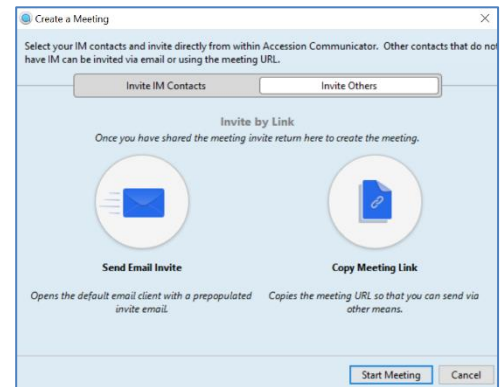 Create a Meeting
Select your IM contacts and invite directly from within Accession Communicator. Other contacts that do not
have IM can be invited via email or using the meeting URL.
Invite IM Contacts
Invite Others
Invite by Link
Once you have shared the meeting invite return here to create the meeting.
Send Email Invite
Opens the default email client with a prepopulated
invite email.
Copy Meeting Link
Copies the meeting URL so that you can send via
other means.
Start Meeting
Cancel